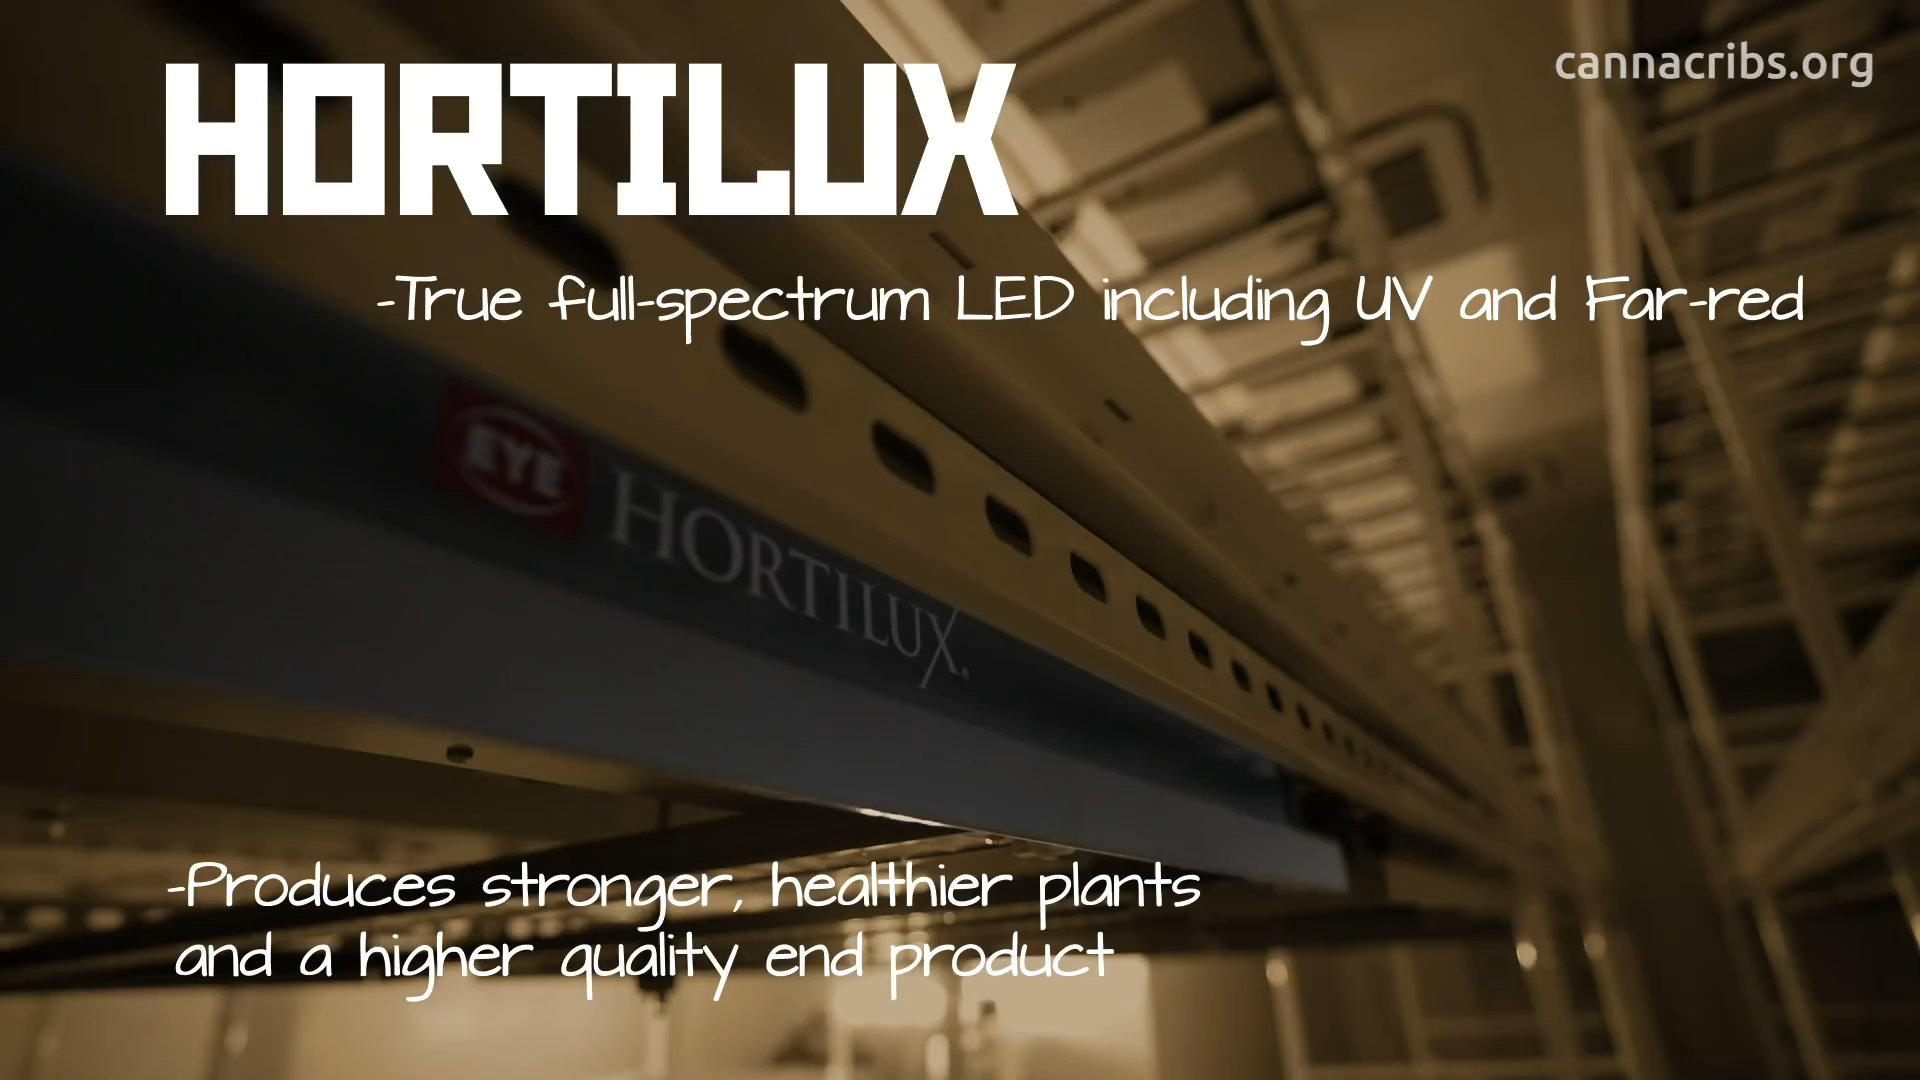 HORTILUX
cannacribs.org
-True full-spectrum LED including UV and Far-red
EYE
HORTILUX.
-Produces stronger, healthier plants
and a higher quality end product